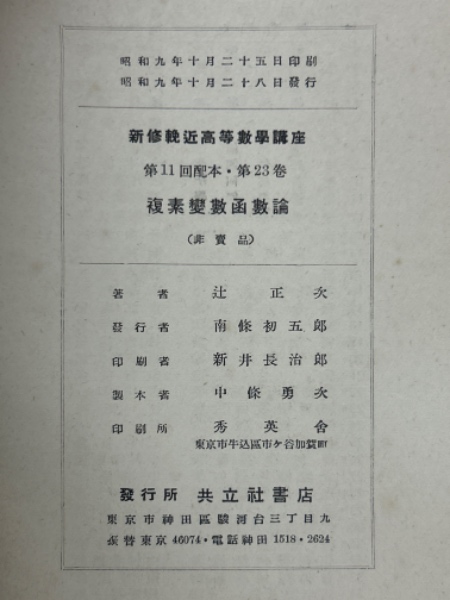 昭和九年十月二十五日印刷
昭和九年十月二十八日發行
新修輓近高等數學講座
第11回配本・第23卷
複素變數函數論
（非賣品）
著者 辻正次
發行者 南條初五郎
印刷者 新井長治郎
製本者 中條勇次
印刷所 秀英舍
東京市牛込區市ケ谷加賀町
發行所 共立社書店
東京市神田區駿河台三丁目九
振替東京 46074・電話神田 1518・2624